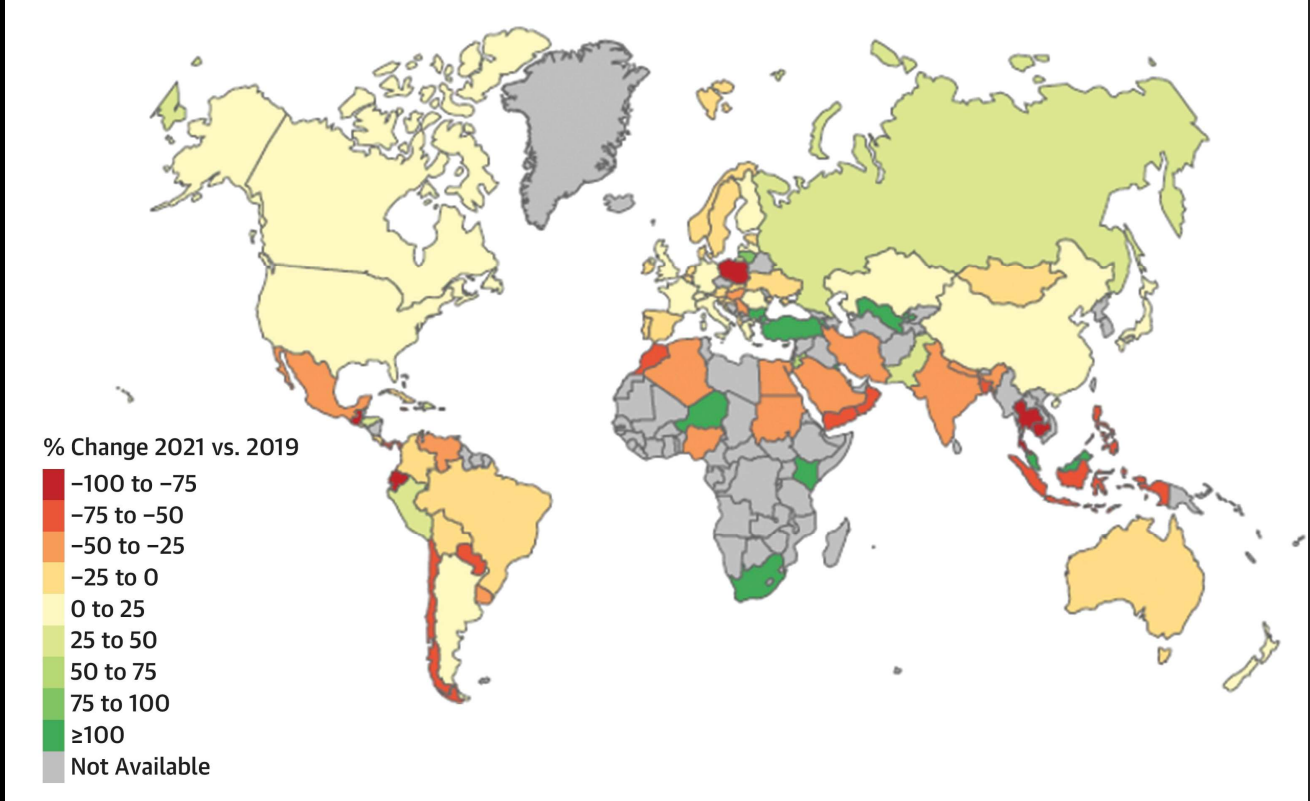 % Change 2021 vs. 2019
−100 to −75
−75 to −50
−50 to −25
−25 to 0
0 to 25
25 to 50
50 to 75
75 to 100
≥100
Not Available